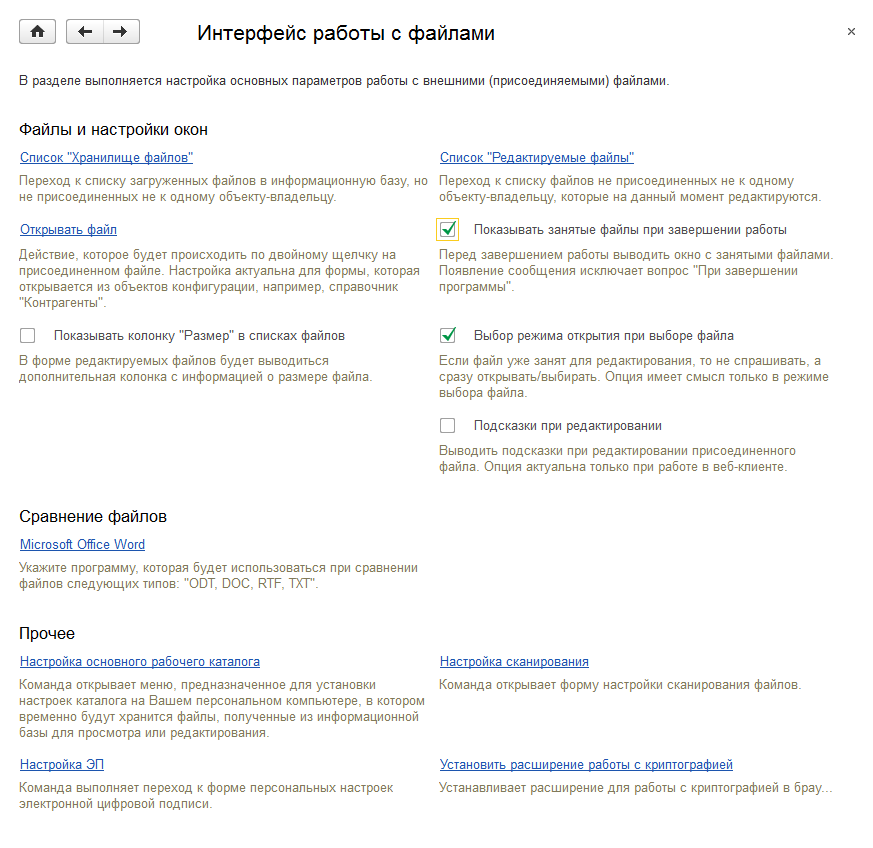 Интерфейс работы с файлами
В разделе выполняется настройка основных параметров работы с внешними (присоединяемыми) файлами.
Файлы и настройки окон
Список "Хранилище файлов"
Переход к списку загруженных файлов в информационную базу, но
не присоединенных не к одному объекту-владельцу.
Список "Редактируемые файлы"
Переход к списку файлов не присоединенных не к одному
объекту-владельцу, которые на данный момент редактируются.
Открывать файл
Действие, которое будет происходить по двойному щелчку на
присоединенном файле. Настройка актуальна для формы, которая
открывается из объектов конфигурации, например, справочник
"Контрагенты".
Показывать занятые файлы при завершении работы
Перед завершением работы выводить окно с занятыми файлами.
Появление сообщения исключает вопрос "При завершении
программы".
Показывать колонку "Размер" в списках файлов
В форме редактируемых файлов будет выводиться
дополнительная колонка с информацией о размере файла.
Выбор режима открытия при выборе файла
Если файл уже занят для редактирования, то не спрашивать, а
сразу открывать/выбирать. Опция имеет смысл только в режиме
выбора файла.
Подсказки при редактировании
Выводить подсказки при редактировании присоединенного
файла. Опция актуальна только при работе в веб-клиенте.
Сравнение файлов
Microsoft Office Word
Укажите программу, которая будет использоваться при сравнении
файлов следующих типов: "ODT, DOC, RTF, TXT".
Прочее
Настройка основного рабочего каталога
Команда открывает меню, предназначенное для установки
настроек каталога на Вашем персональном компьютере, в котором
временно будут хранится файлы, полученные из информационной
базы для просмотра или редактирования.
Настройка сканирования
Команда открывает форму настройки сканирования файлов.
Настройка ЭП
Команда выполняет переход к форме персональных настроек
электронной цифровой подписи.
Установить расширение работы с криптографией
Устанавливает расширение для работы с криптографией в брау...